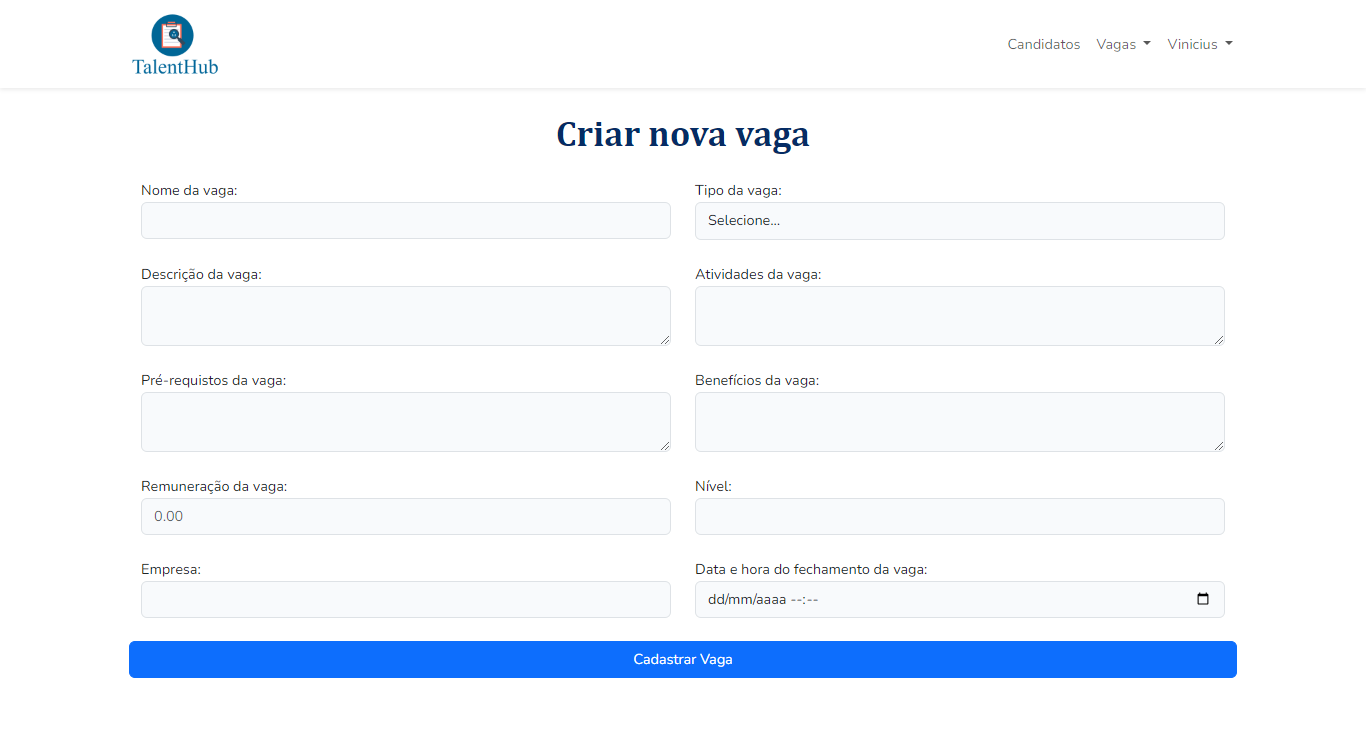 TalentHub
Candidatos Vagas Vinicius
Criar nova vaga
Nome da vaga: Tipo da vaga:
Selecione...
Descrição da vaga: Atividades da vaga:
Pré-requistos da vaga: Benefícios da vaga:
Remuneração da vaga: Nível:
0.00
Empresa: Data e hora do fechamento da vaga:
dd/mm/aaaa --:--
Cadastrar Vaga